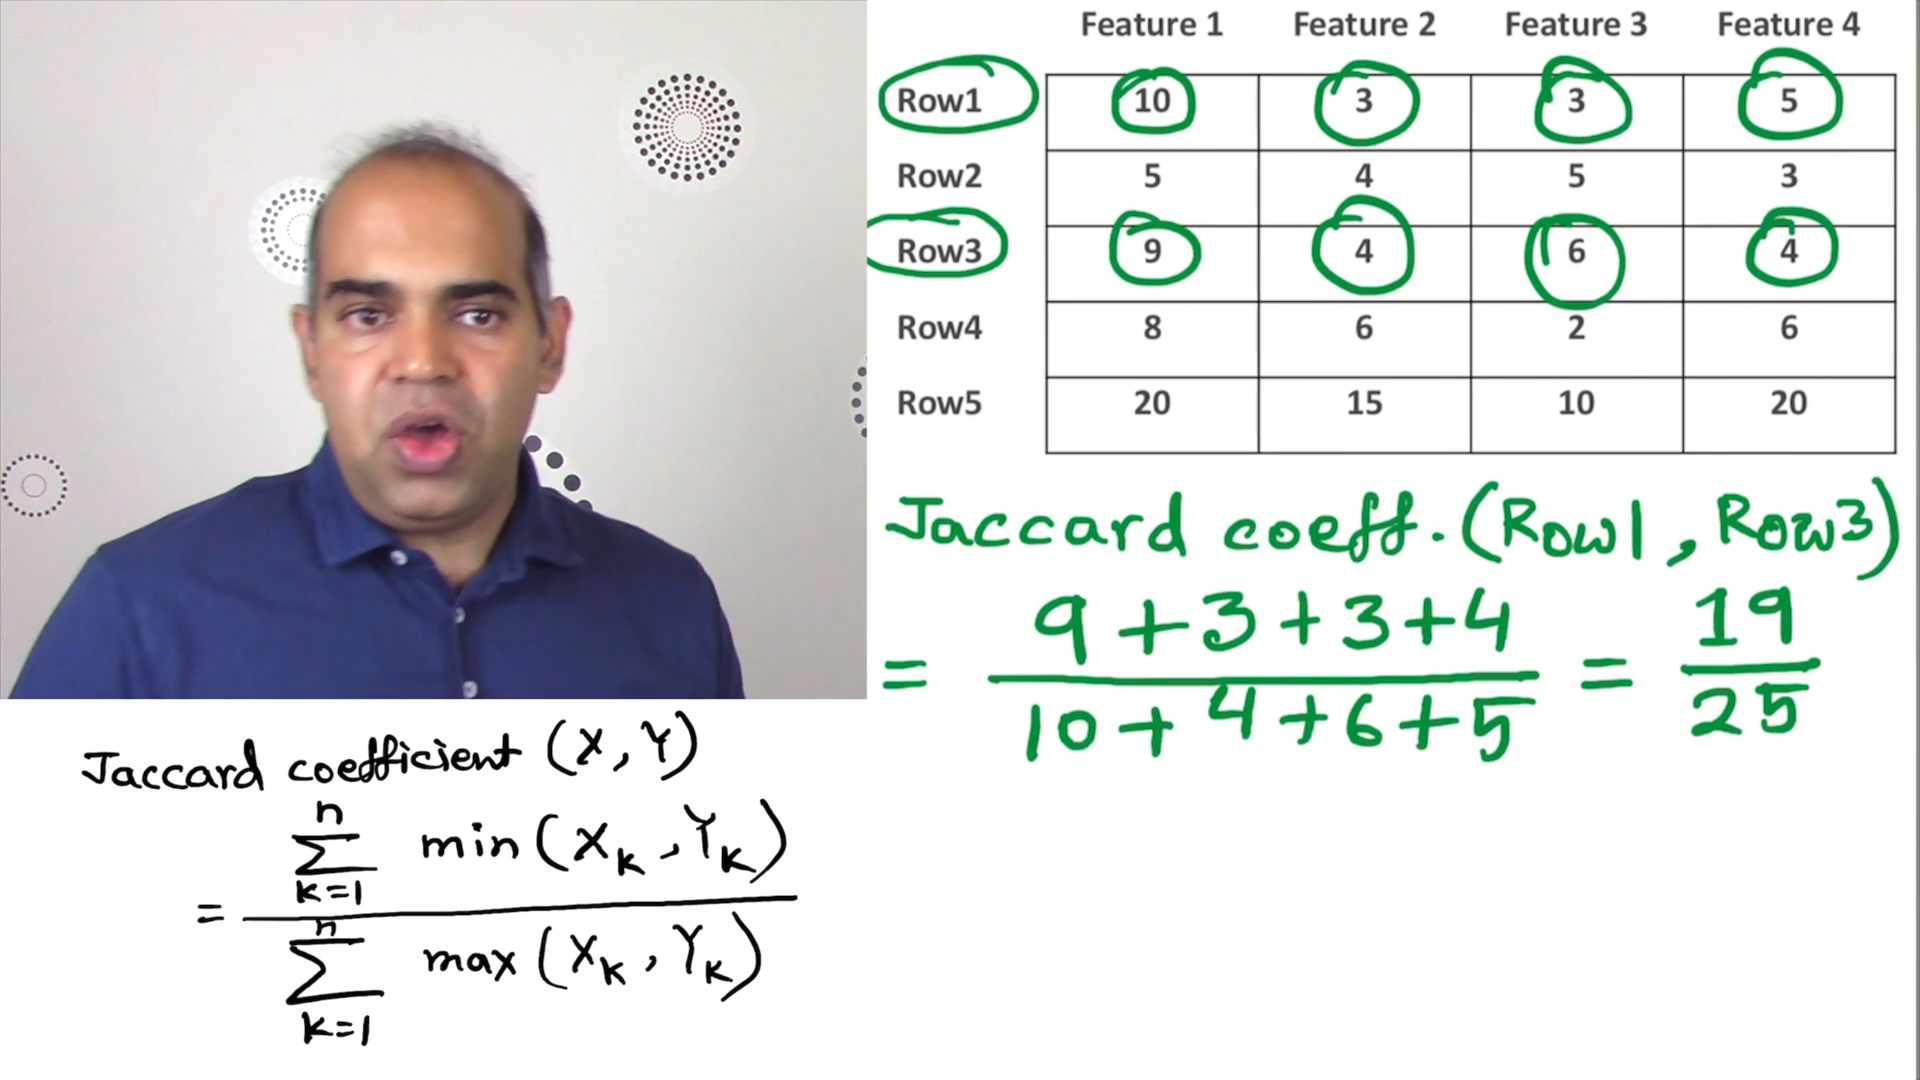 Feature 1 Feature 2 Feature 3 Feature 4
Row1 10 3 3 5
Row2 5 4 5 3
Row3 9 4 6 4
Row4 8 6 2 6
Row5 20 15 10 20
Jaccard coeff. (Row1, Row3)
= 9+3+3+4 / 10+4+6+5 = 19 / 25
Jaccard coefficient (X, Y)
n
Σ min (Xk, Yk)
k=1
=
n
Σ max (Xk, Yk)
k=1